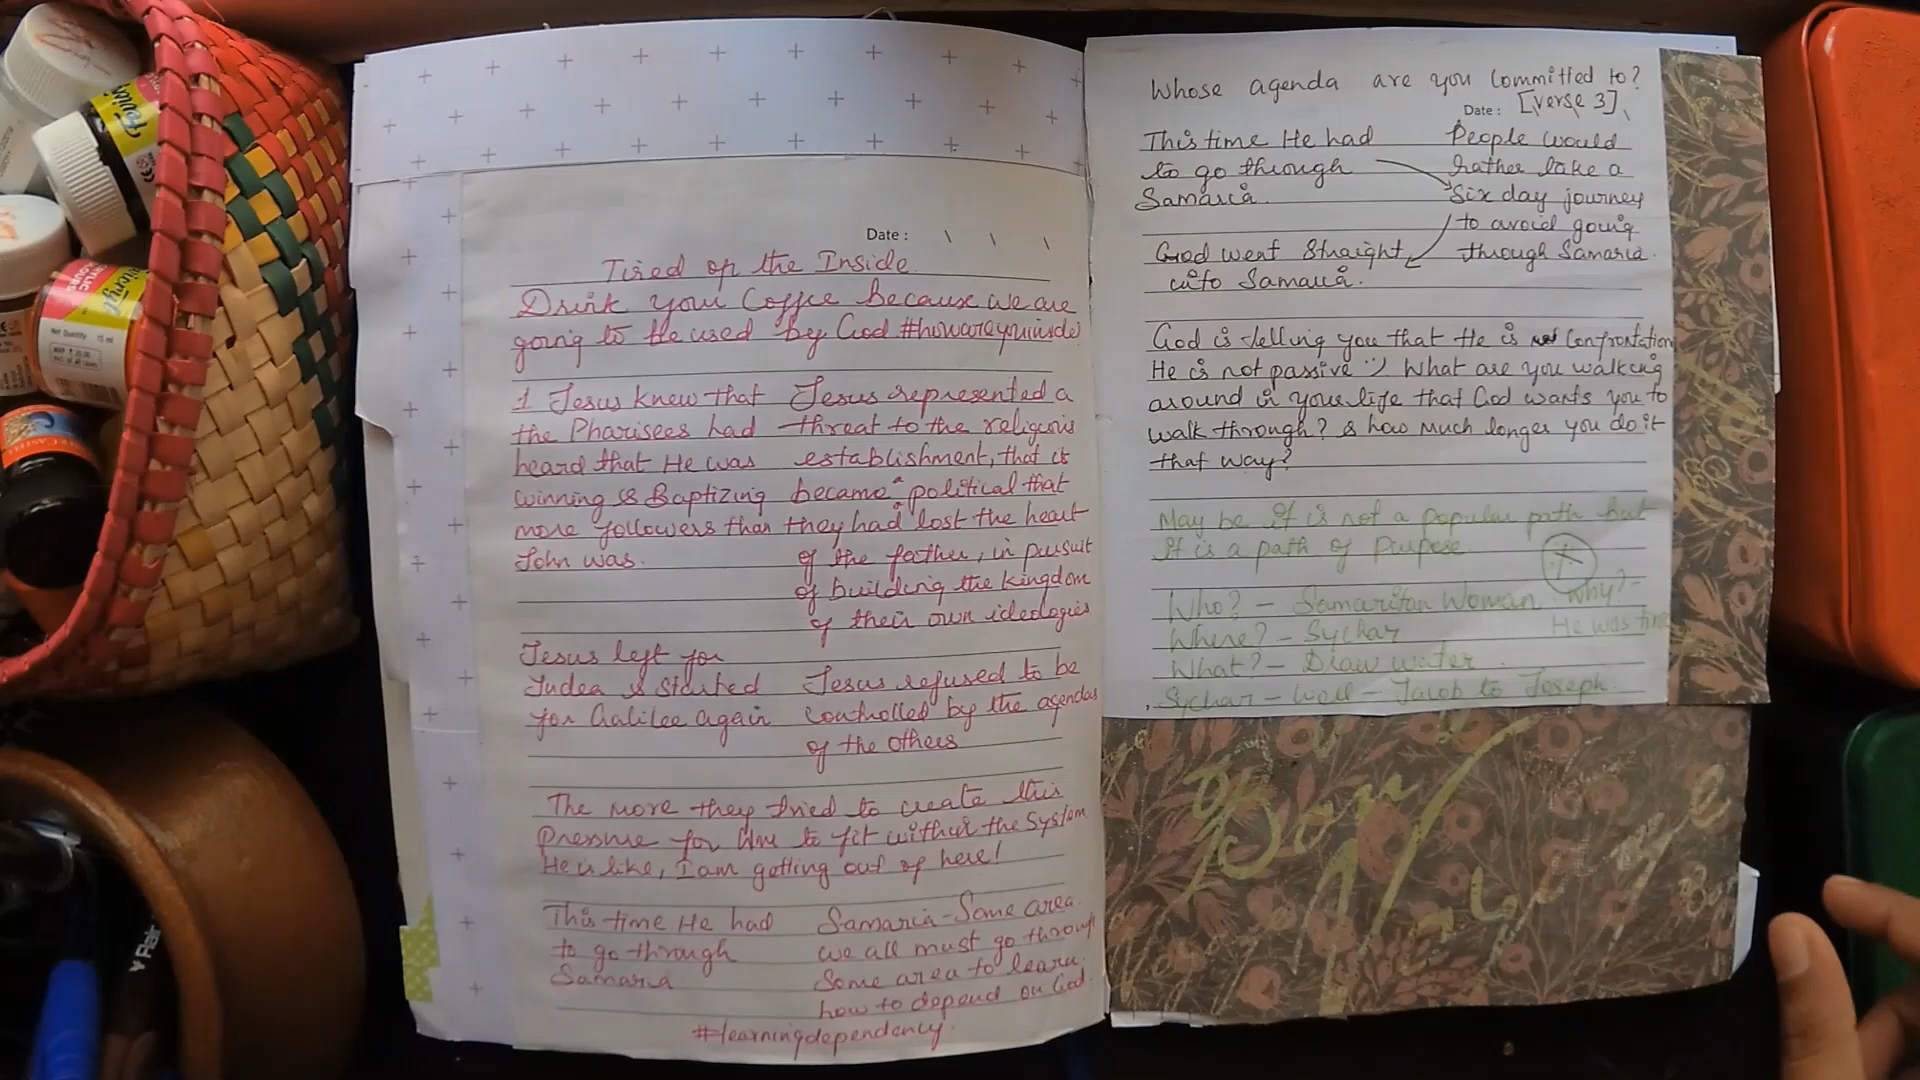 Date :
Tired on the Inside
Drink your Coffee because we are
going to be used by God #howareyouinside
1 Jesus knew that
the Pharisees had
heard that He was
winning & Baptizing
more followers than
John was.
Jesus represented a
threat to the religious
establishment, that is
became political that
they had lost the heart
of the father, in pursuit
of building the kingdom
of their own ideologies
Jesus left for
Judea & started
for Galilee again
Jesus refused to be
controlled by the agendas
of the others
The more they tried to create this
Pressure for him to fit within the System
He is like, I am getting out of here!
This time He had
to go through
Samaria
Samaria - Some area
we all must go through
Some area to learn
how to depend on God.
#learningdependency.
Whose agenda are you Committed to?
Date : [Verse 3]
This time He had
to go through
Samaria.
People would
rather take a
Six day journey
to avoid going
through Samaria.
God went Straight
into Samaria.
God is telling you that He is Confrontation
He is not passive :) What are you walking
around in your life that God wants you to
walk through? & how much longer you do it
that way?
May be it is not a popular path but
It is a path of Purpose
Who? - Samaritan Woman Why? -
Where? - Sychar He was tired
What? - Draw water
Sychar - Well - Jacob to Joseph.
Flair